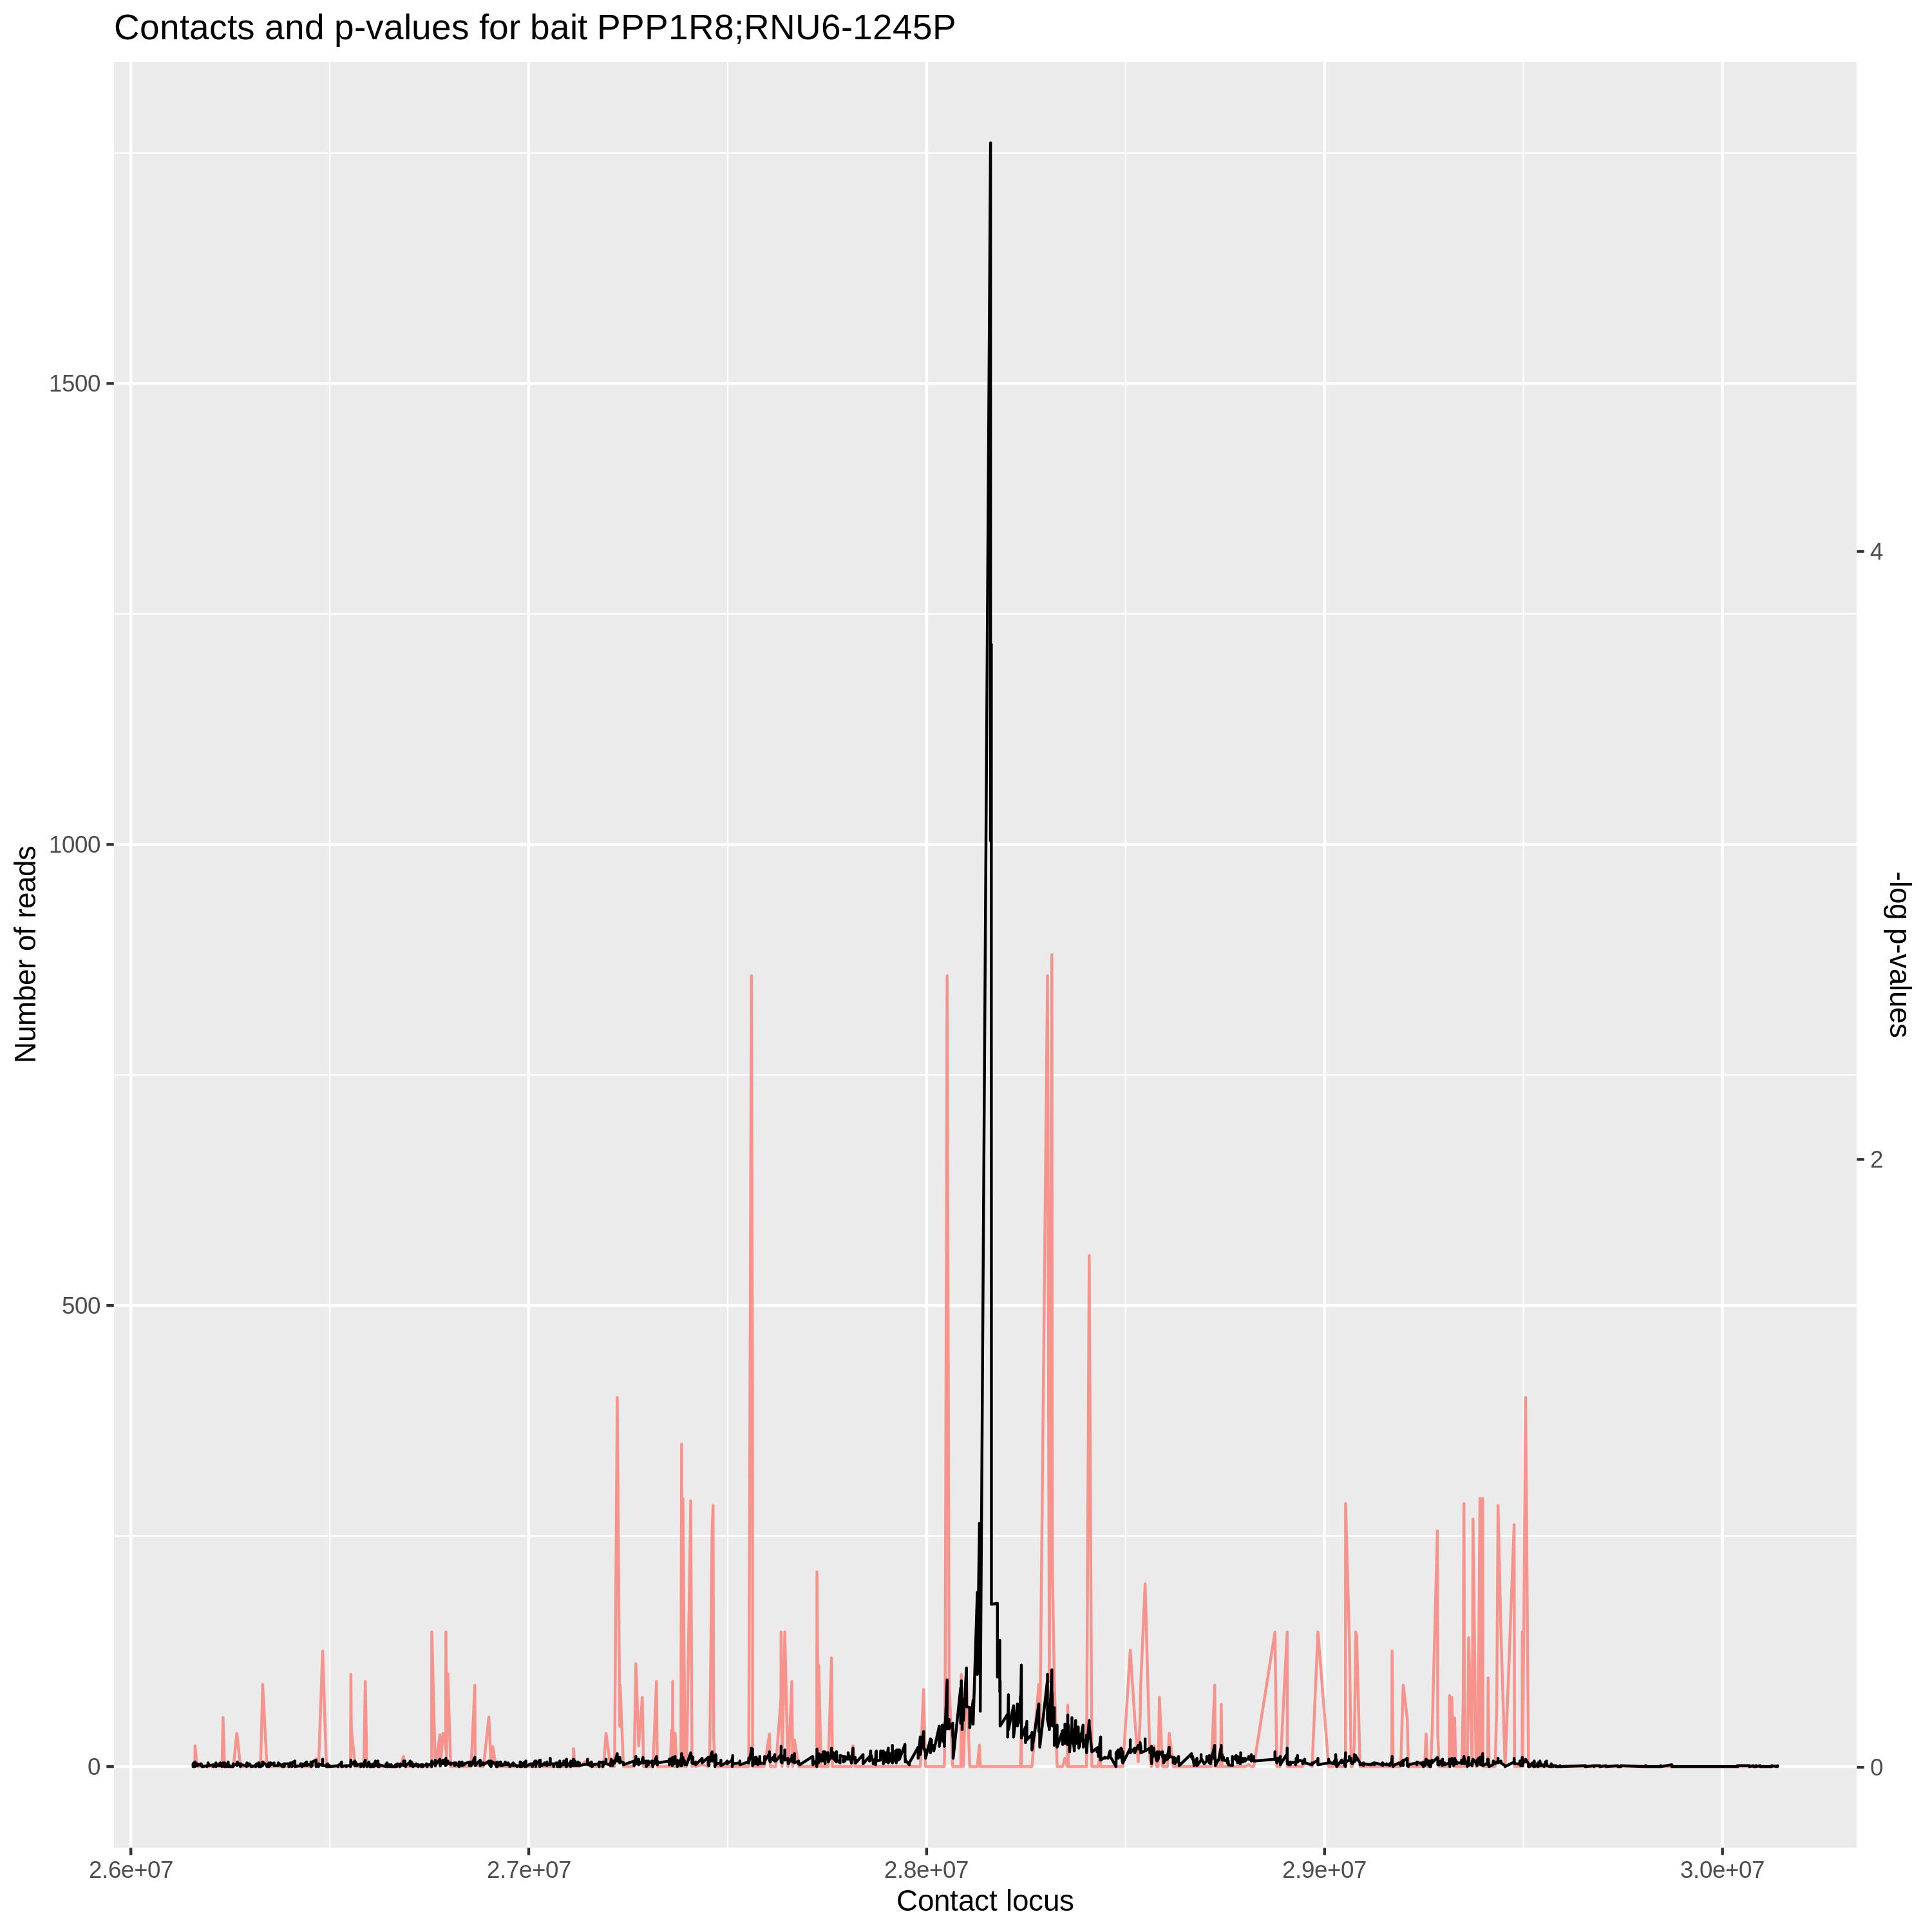 Contacts and p-values for bait PPP1R8;RNU6-1245P
Number of reads
1500
1000
500
0
4
2
0
-log p-values
2.6e+07
2.7e+07
2.8e+07
2.9e+07
3.0e+07
Contact locus